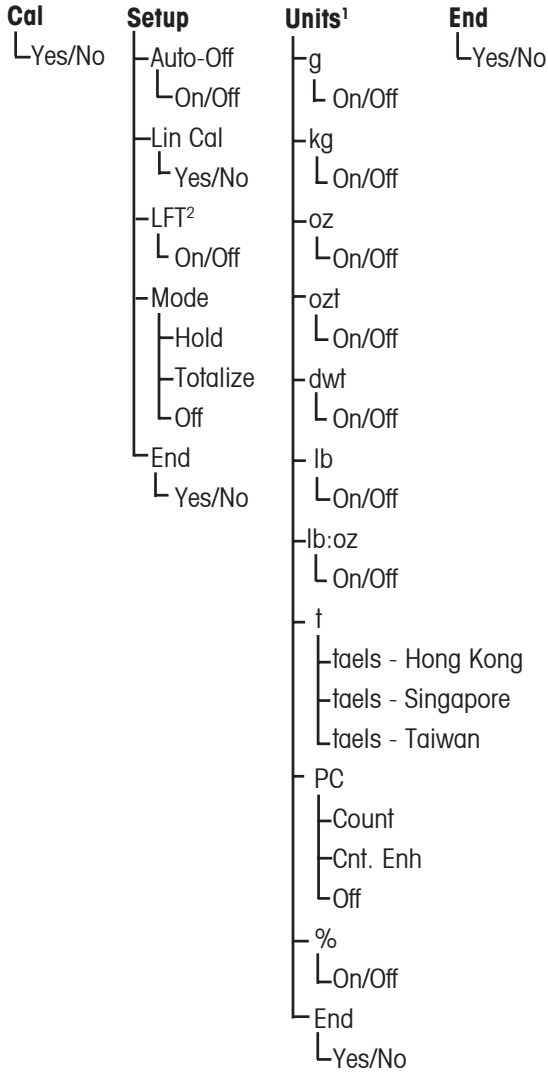 Cal
Yes/No
Setup
Auto-Off
On/Off
Lin Cal
Yes/No
LFT²
On/Off
Mode
Hold
Totalize
Off
End
Yes/No
Units¹
g
On/Off
kg
On/Off
oz
On/Off
ozt
On/Off
dwt
On/Off
lb
On/Off
lb:oz
On/Off
t
taels - Hong Kong
taels - Singapore
taels - Taiwan
PC
Count
Cnt. Enh
Off
%
On/Off
End
Yes/No
End
Yes/No